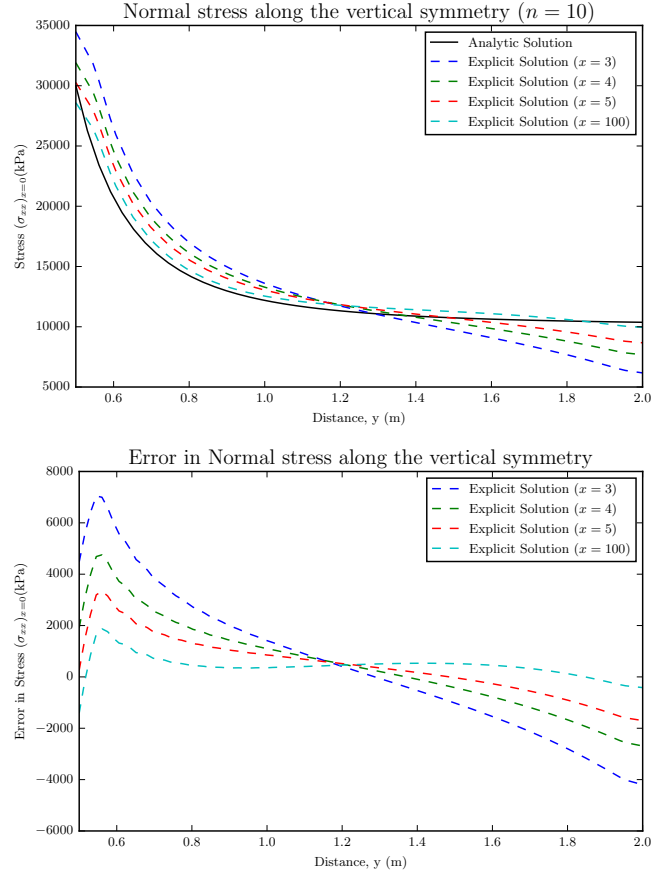 Normal stress along the vertical symmetry (n = 10)
35000
30000
25000
20000
15000
10000
5000
Stress (σxx)x=0(kPa)
Analytic Solution
Explicit Solution (x = 3)
Explicit Solution (x = 4)
Explicit Solution (x = 5)
Explicit Solution (x = 100)
0.6 0.8 1.0 1.2 1.4 1.6 1.8 2.0
Distance, y (m)
Error in Normal stress along the vertical symmetry
8000
6000
4000
2000
0
−2000
−4000
−6000
Error in Stress (σxx)x=0(kPa)
Explicit Solution (x = 3)
Explicit Solution (x = 4)
Explicit Solution (x = 5)
Explicit Solution (x = 100)
0.6 0.8 1.0 1.2 1.4 1.6 1.8 2.0
Distance, y (m)